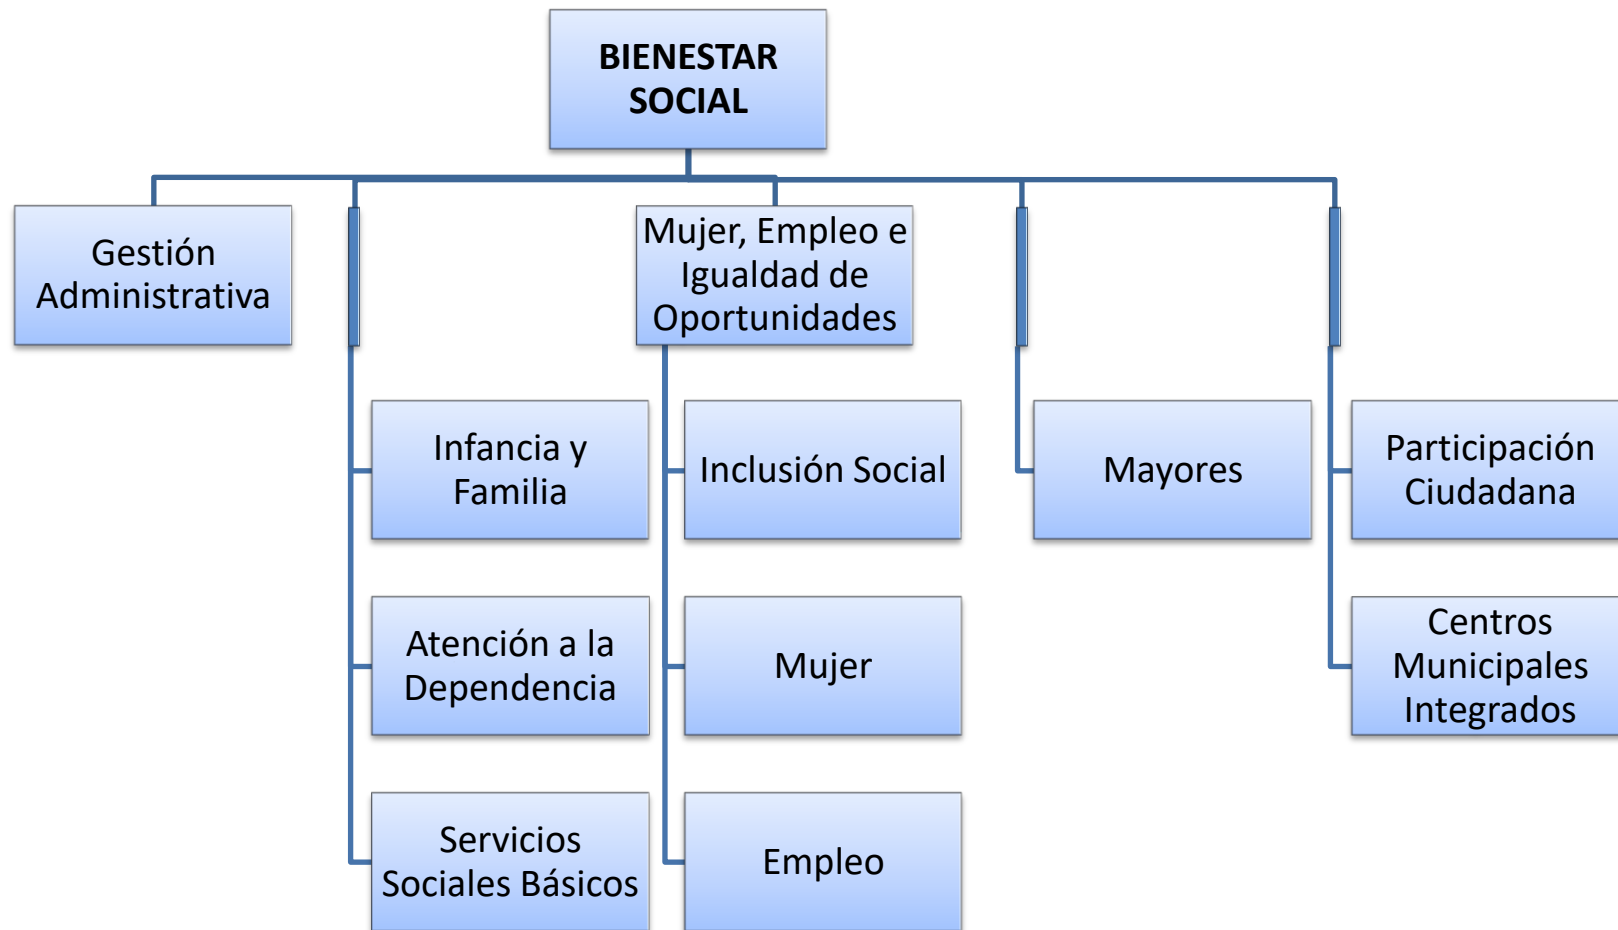 BIENESTAR
SOCIAL
Gestión
Administrativa
Mujer, Empleo e
Igualdad de
Oportunidades
Infancia y
Familia
Inclusión Social
Mayores
Participación
Ciudadana
Atención a la
Dependencia
Mujer
Centros
Municipales
Integrados
Servicios
Sociales Básicos
Empleo